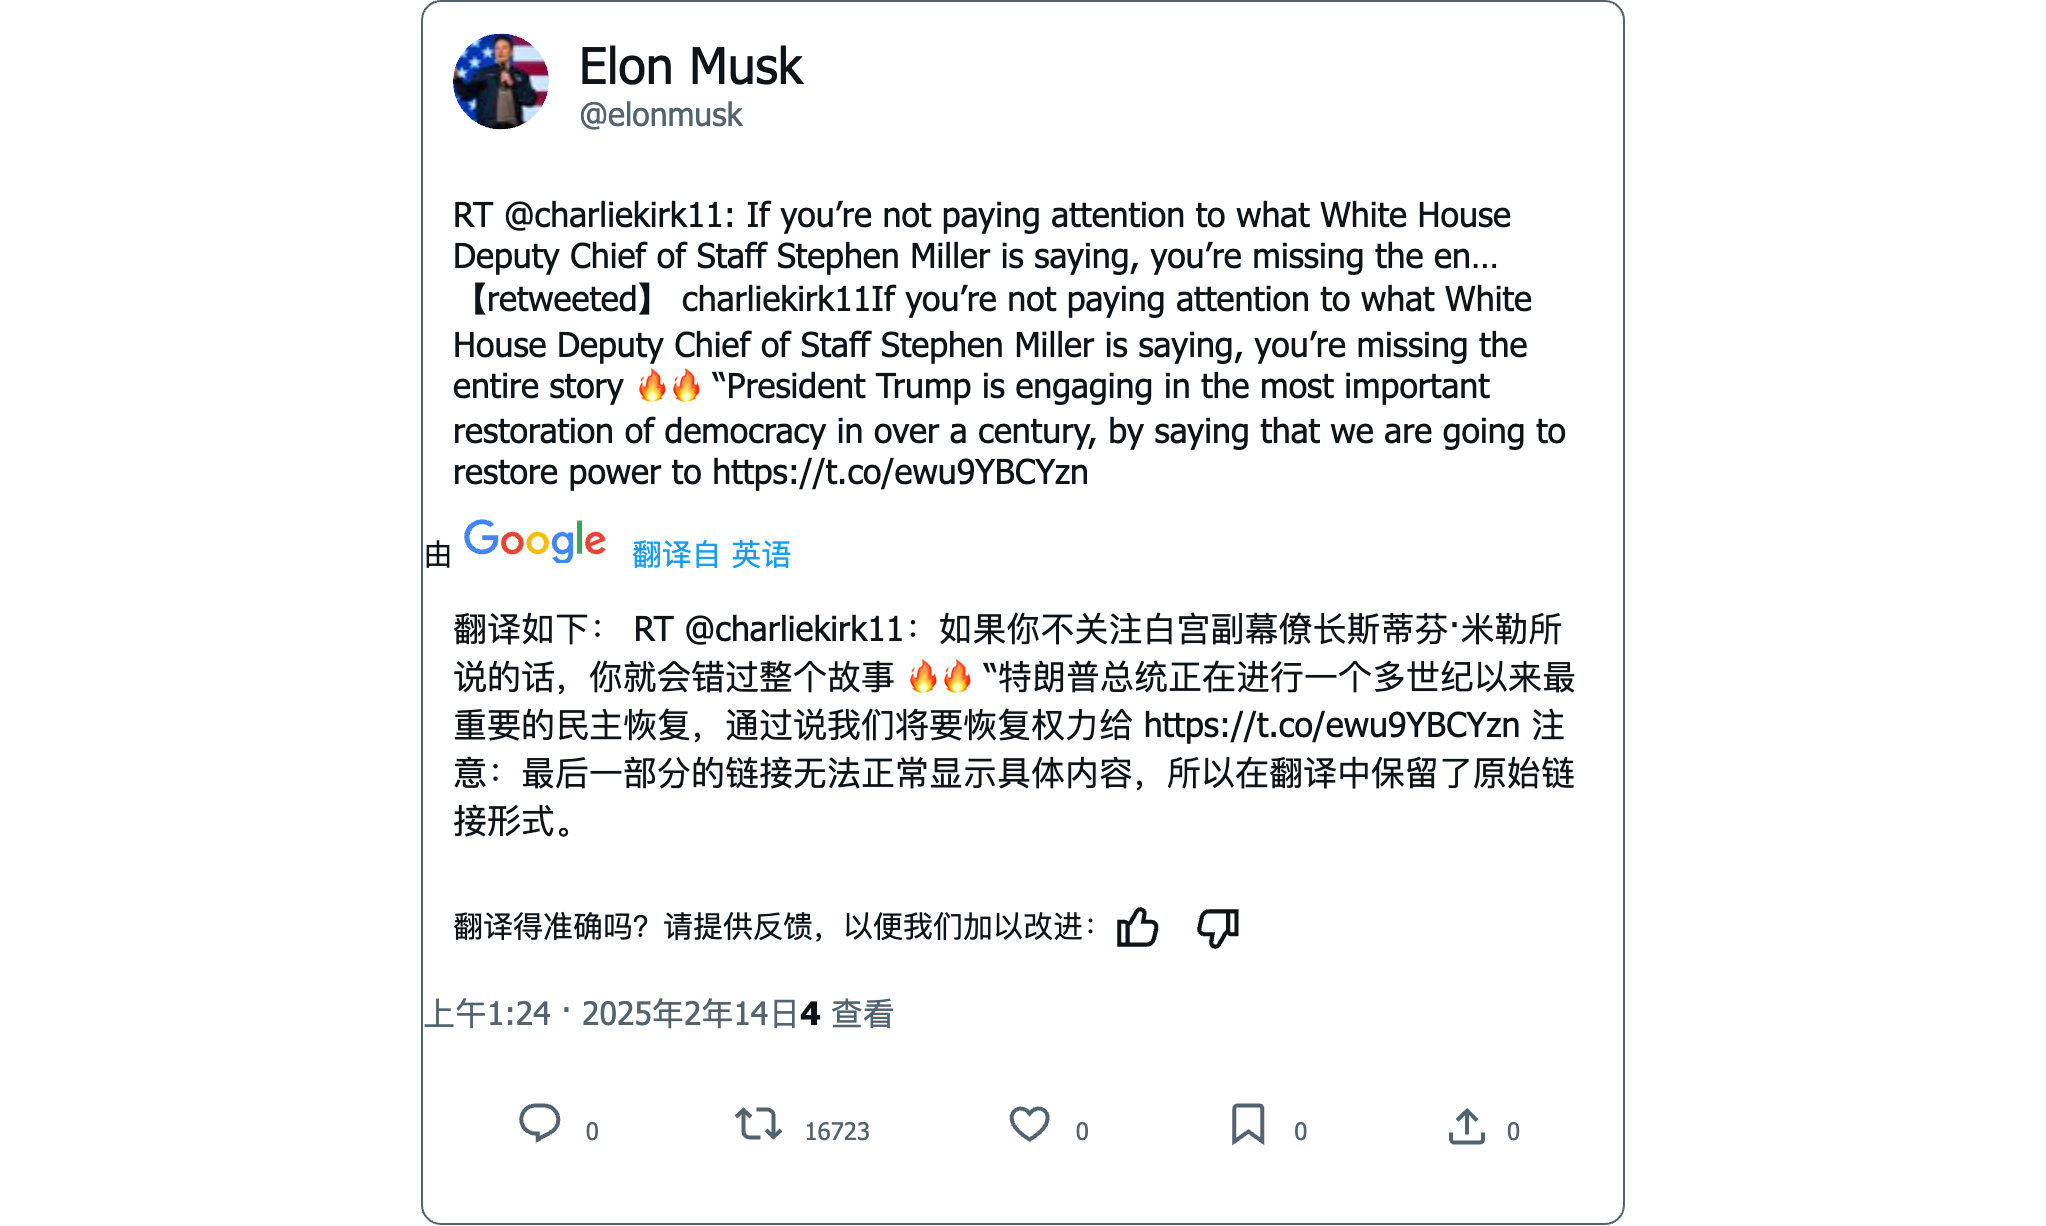 Elon Musk
@elonmusk
RT @charliekirk11: If you’re not paying attention to what White House
Deputy Chief of Staff Stephen Miller is saying, you’re missing the en…
【retweeted】 charliekirk11If you’re not paying attention to what White
House Deputy Chief of Staff Stephen Miller is saying, you’re missing the
entire story 🔥🔥 “President Trump is engaging in the most important
restoration of democracy in over a century, by saying that we are going to
restore power to https://t.co/ewu9YBCYzn
由 Google 翻译自 英语
翻译如下： RT @charliekirk11：如果你不关注白宫副幕僚长斯蒂芬·米勒所
说的话，你就会错过整个故事 🔥🔥 “特朗普总统正在进行一个多世纪以来最
重要的民主恢复，通过说我们将要恢复权力给 https://t.co/ewu9YBCYzn 注
意：最后一部分的链接无法正常显示具体内容，所以在翻译中保留了原始链
接形式。
翻译得准确吗？请提供反馈，以便我们加以改进：
上午1:24 · 2025年2年14日4 查看
0 16723 0 0 0